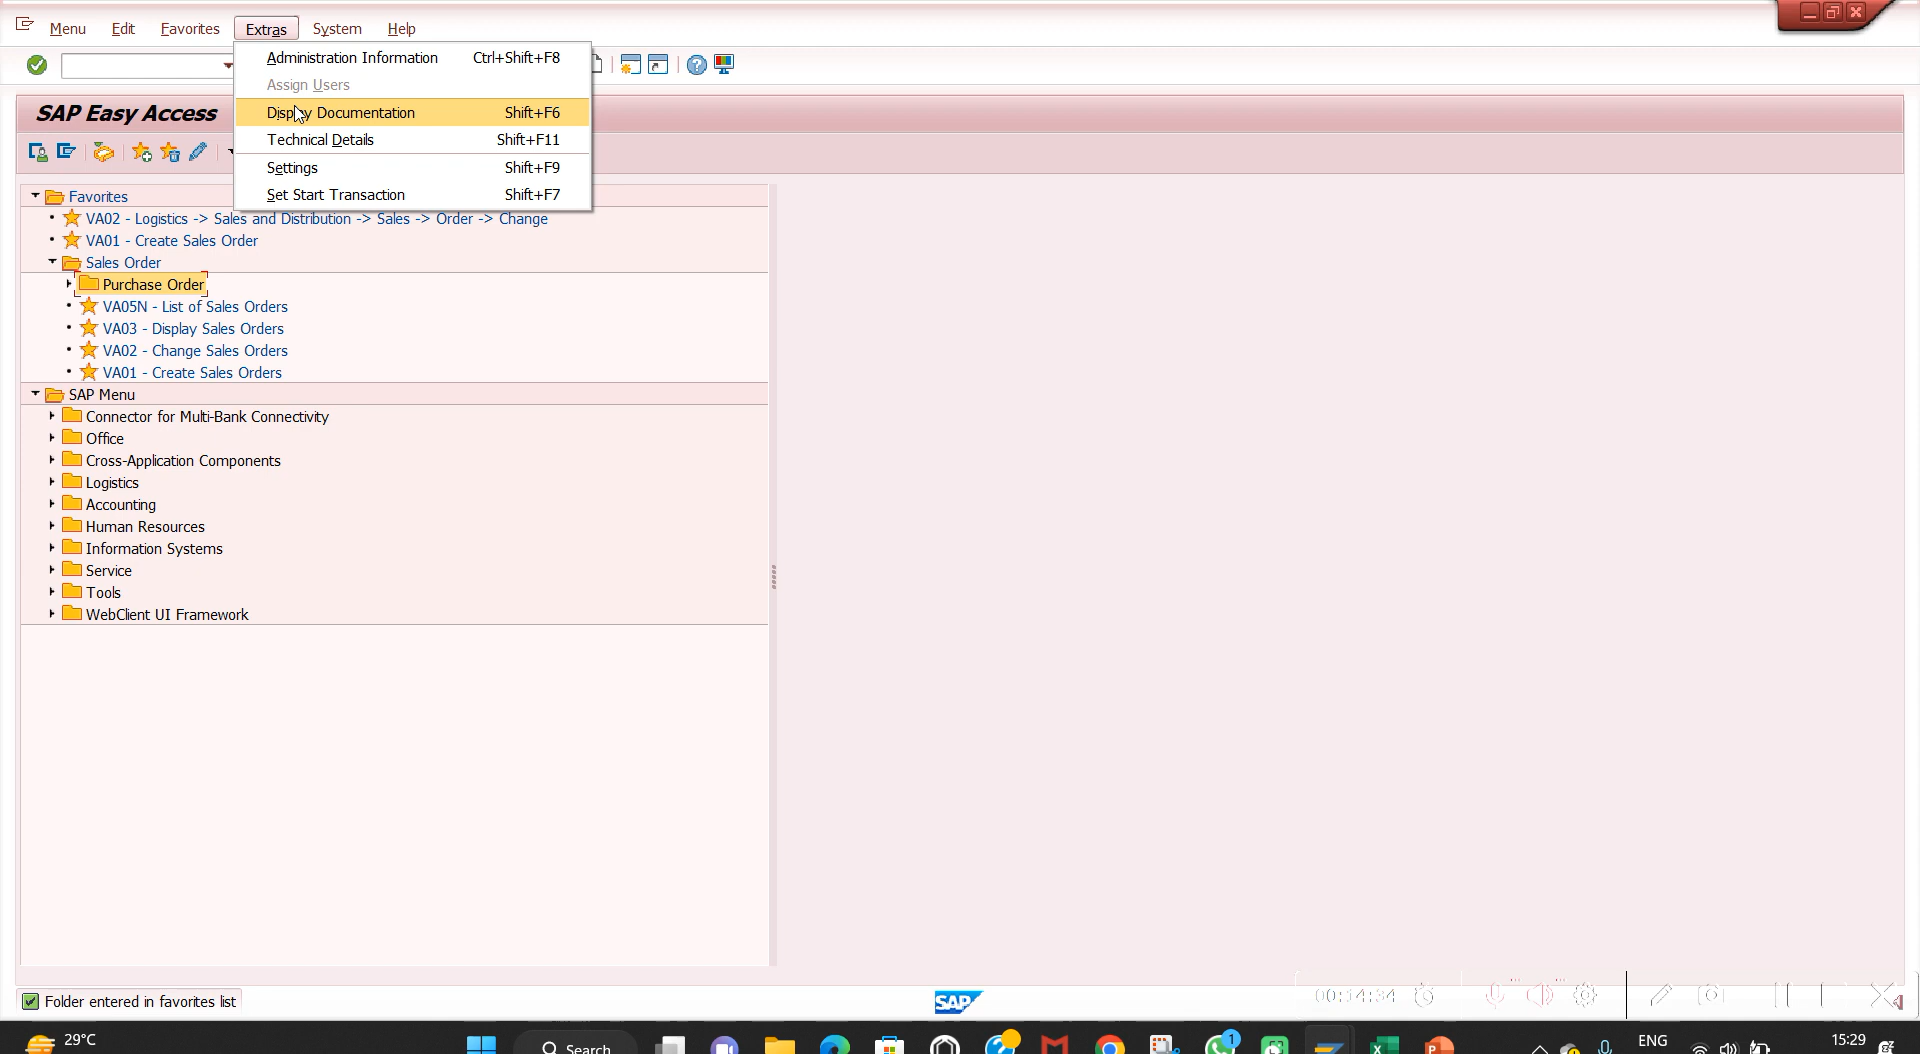 Menu Edit Favorites Extras System Help
Administration Information Ctrl+Shift+F8
Assign Users
Display Documentation Shift+F6
Technical Details Shift+F11
Settings Shift+F9
Set Start Transaction Shift+F7
SAP Easy Access
Favorites
VA02 - Logistics -> Sales and Distribution -> Sales -> Order -> Change
VA01 - Create Sales Order
Sales Order
Purchase Order
VA05N - List of Sales Orders
VA03 - Display Sales Orders
VA02 - Change Sales Orders
VA01 - Create Sales Orders
SAP Menu
Connector for Multi-Bank Connectivity
Office
Cross-Application Components
Logistics
Accounting
Human Resources
Information Systems
Service
Tools
WebClient UI Framework
Folder entered in favorites list
SAP
00:14:34
29°C
Search
1
ENG
15:29